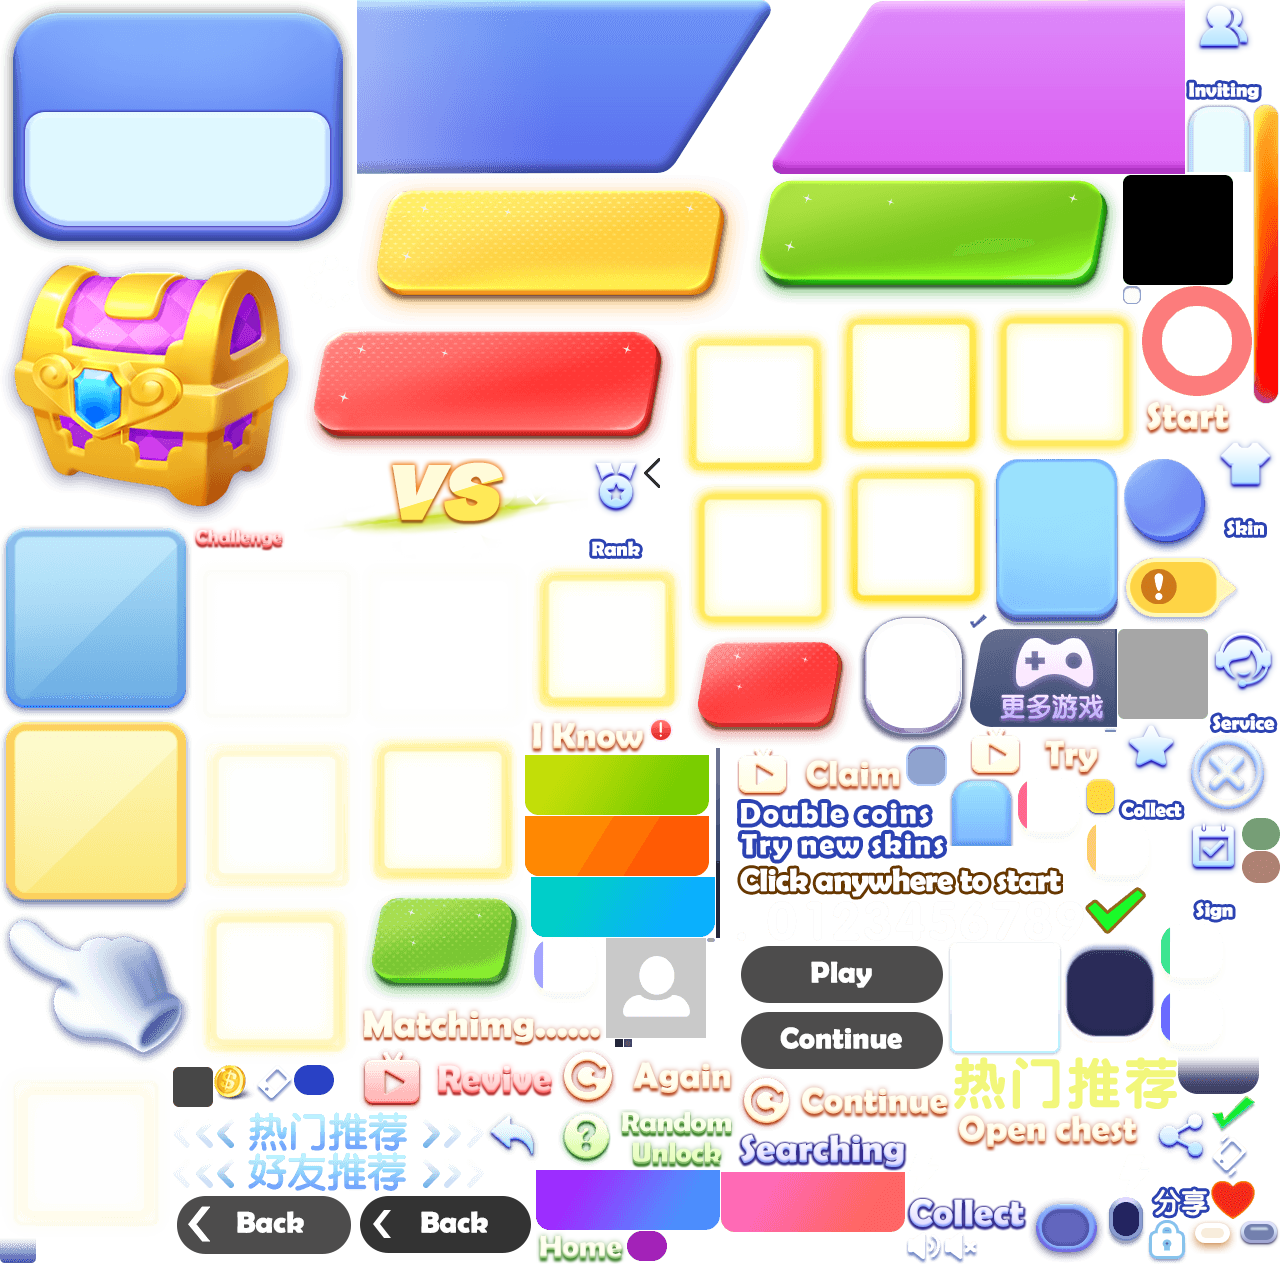 Inviting
Start
VS
Challenge
Rank
Skin
更多游戏
I Know
Service
Claim
Try
Double coins
Collect
Try new skins
Click anywhere to start
Sign
Play
Matchimg......
Continue
热门推荐
Revive
Again
Continue
热门推荐
Random
Unlock
Open chest
Searching
好友推荐
分享
Back
Back
Collect
Home